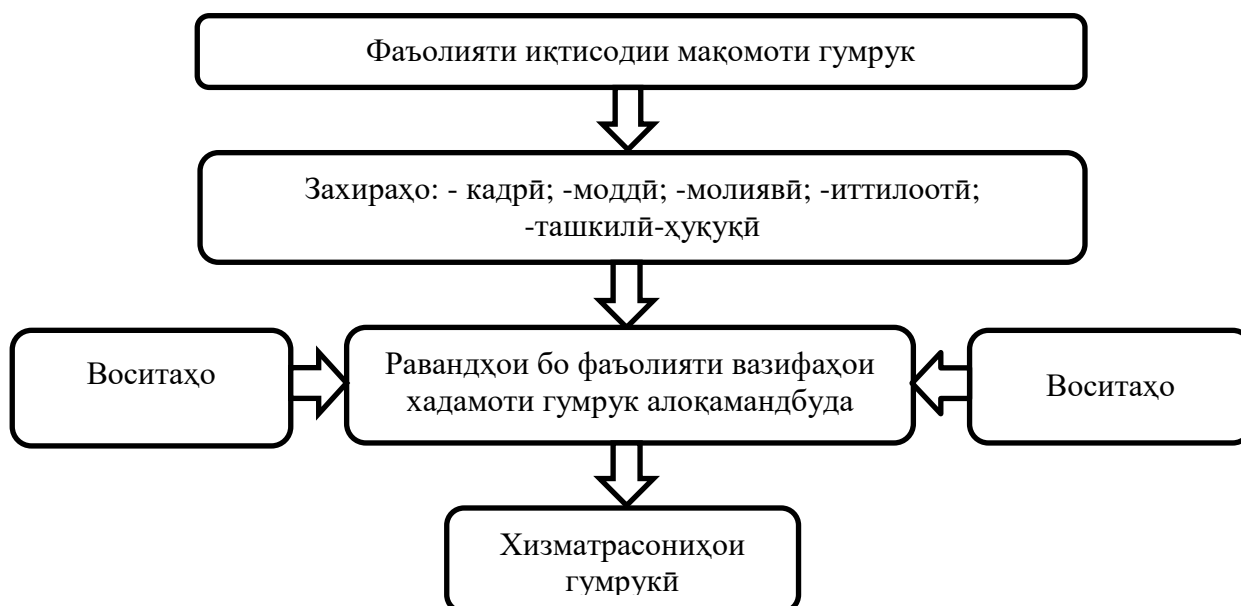 Фаъолияти иқтисодии мақомоти гумрук
Захираҳо: - кадрӣ; -моддӣ; -молиявӣ; -иттилоотӣ;
-ташкилӣ-ҳуқуқӣ
Воситаҳо
Равандҳои бо фаъолияти вазифаҳои
хадамоти гумрук алоқамандбуда
Воситаҳо
Хизматрасониҳои
гумрукӣ